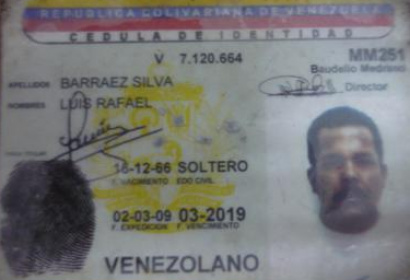 REPUBLICA BOLIVARIANA DE VENEZUELA
CEDULA DE IDENTIDAD
V 7.120.664
MM251
Baudelio Medrano
Director
APELLIDOS BARRAEZ SILVA
NOMBRES LUIS RAFAEL
16-12-66 SOLTERO
F. NACIMIENTO EDO CIVIL
02-03-09 03-2019
F. EXPEDICION F. VENCIMIENTO
VENEZOLANO